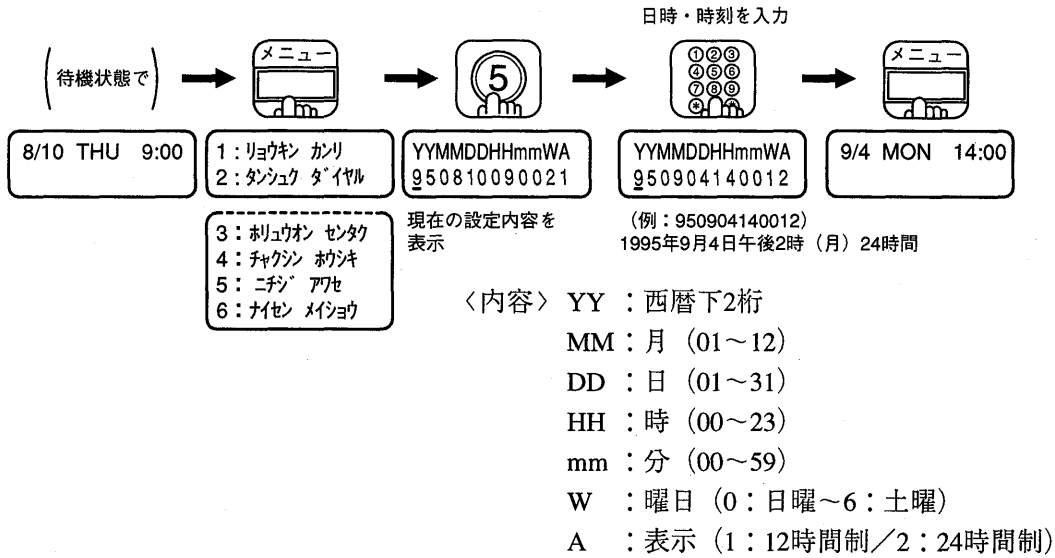 日時・時刻を入力
待機状態で
メニュー
5
①②③
④⑤⑥
⑦⑧⑨
メニュー
8/10 THU 9:00
1：リョウキン カンリ
2：タンシュク ダイヤル
3：ホリュウオン センタク
4：チャクシン ホウシキ
5：ニチジ アワセ
6：ナイセン メイショウ
YYMMDDHHmmWA
950810090021
現在の設定内容を
表示
YYMMDDHHmmWA
950904140012
（例：950904140012）
1995年9月4日午後2時（月）24時間
9/4 MON 14:00
〈内容〉 YY ：西暦下2桁
MM：月（01～12）
DD ：日（01～31）
HH ：時（00～23）
mm ：分（00～59）
W ：曜日（0：日曜～6：土曜）
A ：表示（1：12時間制／2：24時間制）